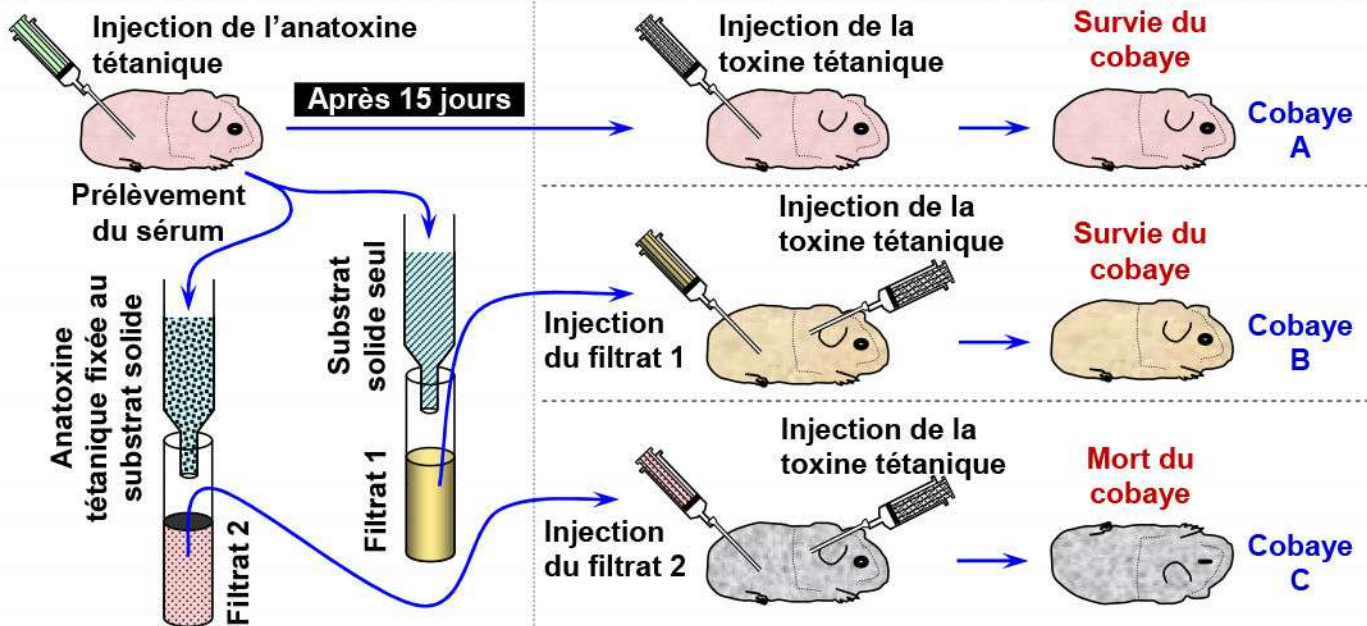 Injection de l'anatoxine
tétanique
Après 15 jours
Injection de la
toxine tétanique
Survie du
cobaye
Cobaye
A
Prélèvement
du sérum
Anatoxine
tétanique fixée au
substrat solide
Filtrat 2
Substrat
solide seul
Filtrat 1
Injection de la
toxine tétanique
Injection
du filtrat 1
Survie du
cobaye
Cobaye
B
Injection de la
toxine tétanique
Injection
du filtrat 2
Mort du
cobaye
Cobaye
C